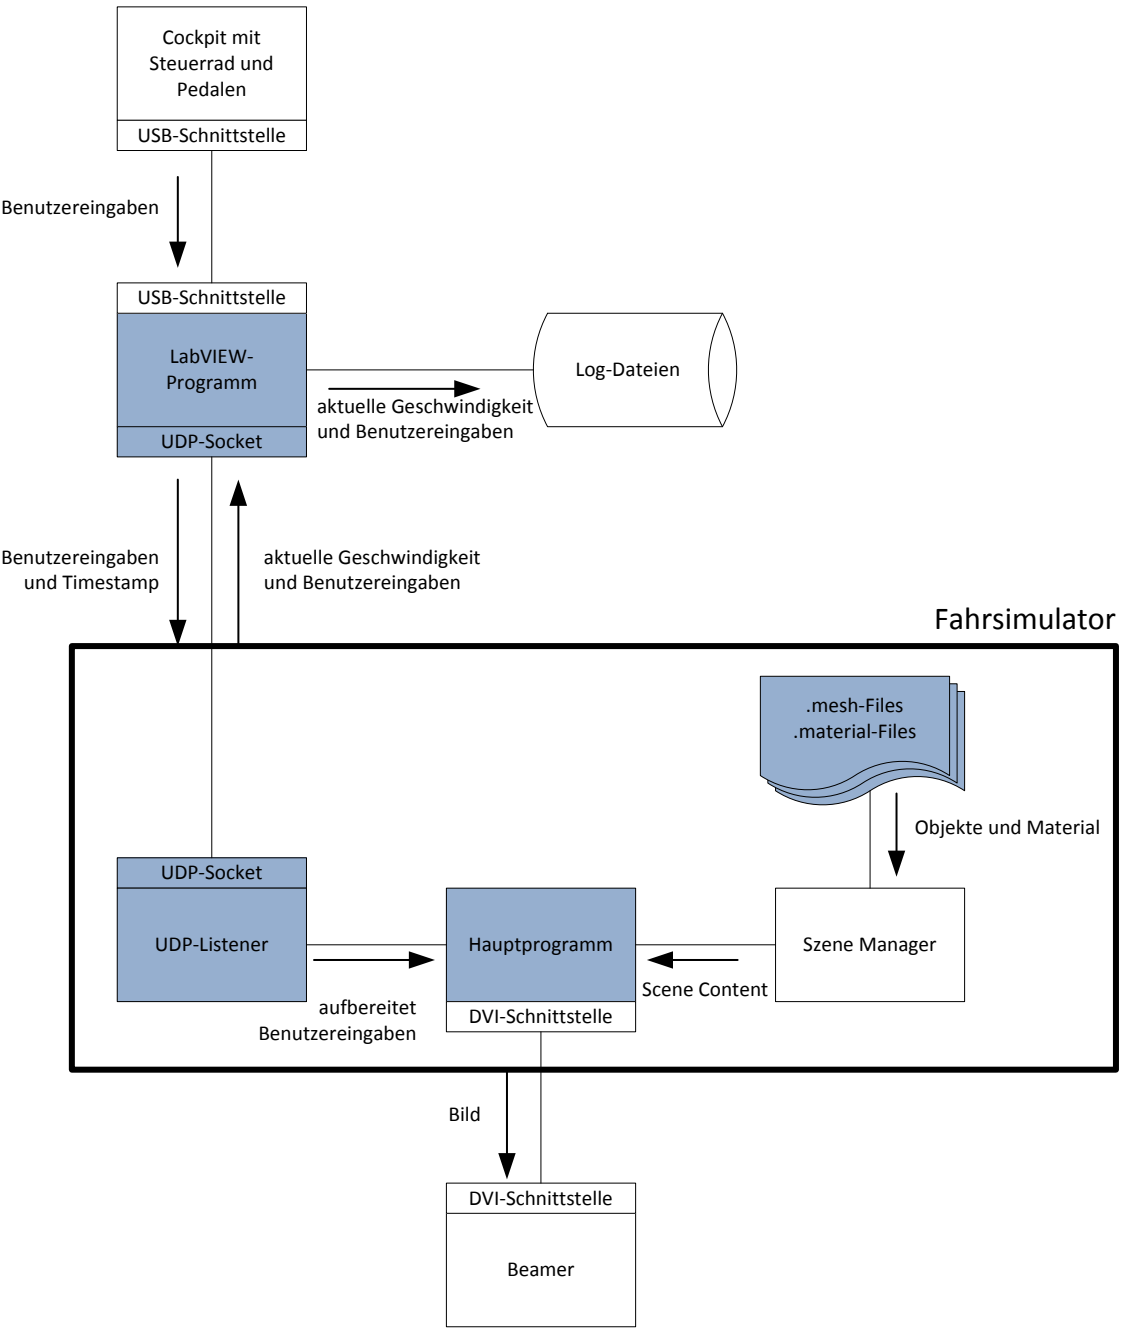 Cockpit mit
Steuerrad und
Pedalen
USB-Schnittstelle
Benutzereingaben
USB-Schnittstelle
LabVIEW-
Programm
UDP-Socket
aktuelle Geschwindigkeit
und Benutzereingaben
Log-Dateien
Benutzereingaben
und Timestamp
aktuelle Geschwindigkeit
und Benutzereingaben
Fahrsimulator
.mesh-Files
.material-Files
Objekte und Material
UDP-Socket
UDP-Listener
aufbereitet
Benutzereingaben
Hauptprogramm
DVI-Schnittstelle
Scene Content
Szene Manager
Bild
DVI-Schnittstelle
Beamer